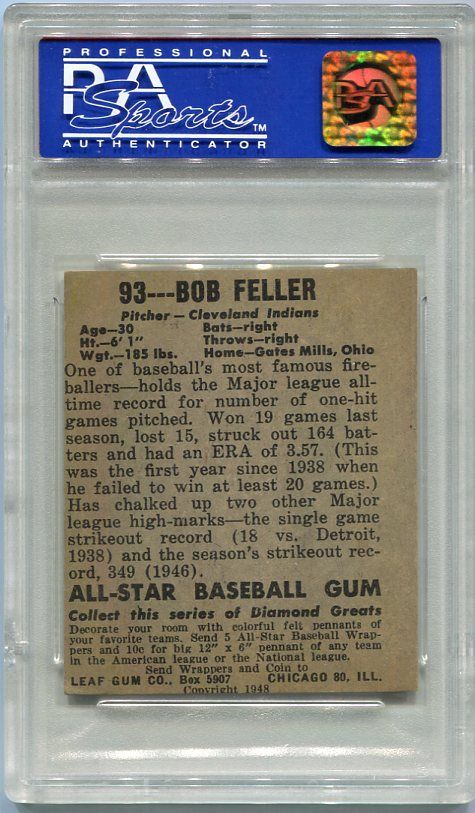 PROFESSIONAL
PSA
Sports™
AUTHENTICATOR
PSA
93---BOB FELLER
Pitcher—Cleveland Indians
Age—30 Bats—right
Ht.—6' 1" Throws—right
Wgt.—185 lbs. Home—Gates Mills, Ohio
One of baseball's most famous fire-
ballers—holds the Major league all-
time record for number of one-hit
games pitched. Won 19 games last
season, lost 15, struck out 164 bat-
ters and had an ERA of 3.57. (This
was the first year since 1938 when
he failed to win at least 20 games.)
Has chalked up two other Major
league high-marks—the single game
strikeout record (18 vs. Detroit,
1938) and the season's strikeout rec-
ord, 349 (1946).
ALL-STAR BASEBALL GUM
Collect this series of Diamond Greats
Decorate your room with colorful felt pennants of
your favorite teams. Send 5 All-Star Baseball Wrap-
pers and 10c for big 12" x 6" pennant of any team
in the American league or the National league.
Send Wrappers and Coin to
LEAF GUM CO., Box 5907 CHICAGO 80, ILL.
Copyright 1948